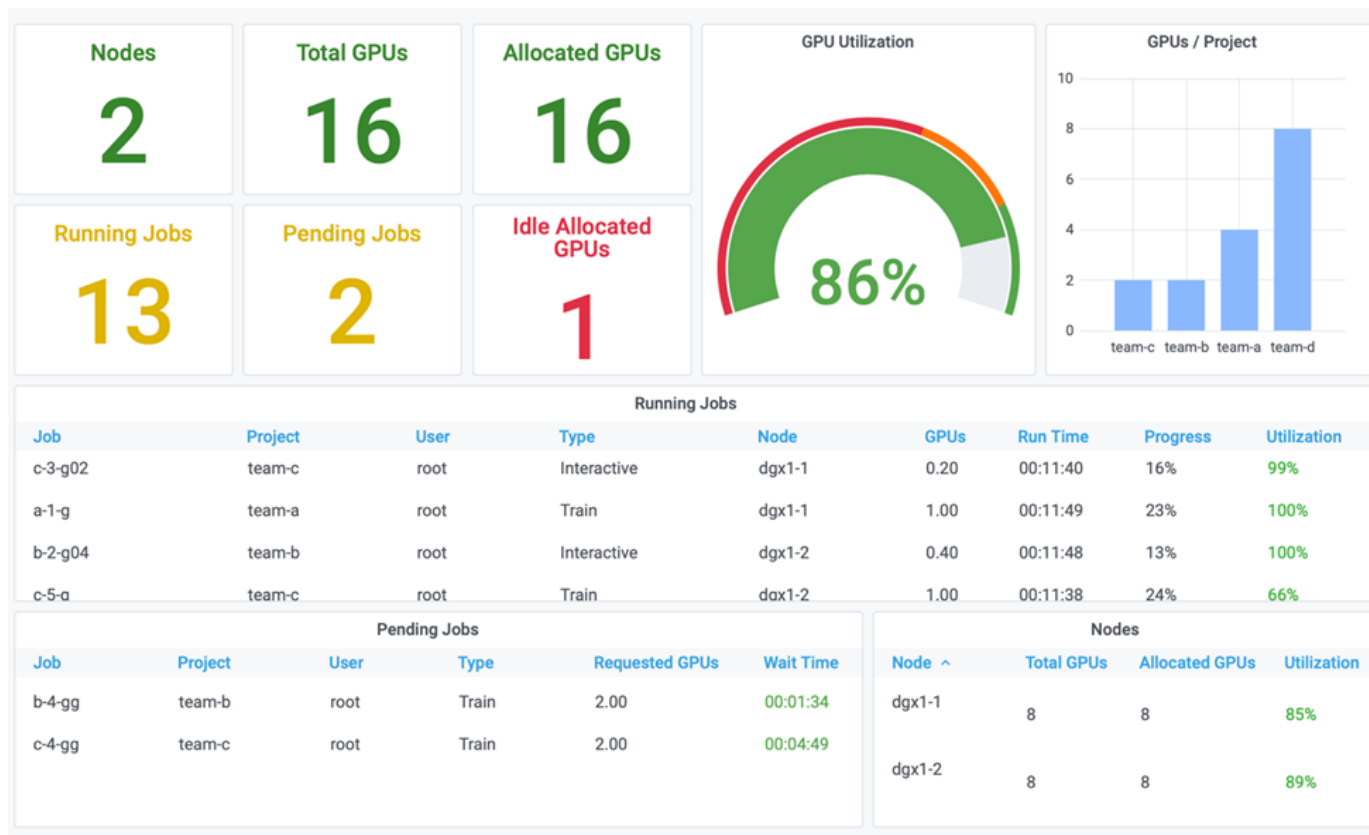 Nodes
2
Total GPUs
16
Allocated GPUs
16
Running Jobs
13
Pending Jobs
2
Idle Allocated
GPUs
1
GPU Utilization
86%
GPUs / Project
10
8
6
4
2
0
team-c team-b team-a team-d
Running Jobs
Job Project User Type Node GPUs Run Time Progress Utilization
c-3-g02 team-c root Interactive dgx1-1 0.20 00:11:40 16% 99%
a-1-g team-a root Train dgx1-1 1.00 00:11:49 23% 100%
b-2-g04 team-b root Interactive dgx1-2 0.40 00:11:48 13% 100%
c-5-g team-c root Train dgx1-2 1.00 00:11:38 24% 66%
Pending Jobs
Job Project User Type Requested GPUs Wait Time
b-4-gg team-b root Train 2.00 00:01:34
c-4-gg team-c root Train 2.00 00:04:49
Nodes
Node Total GPUs Allocated GPUs Utilization
dgx1-1 8 8 85%
dgx1-2 8 8 89%